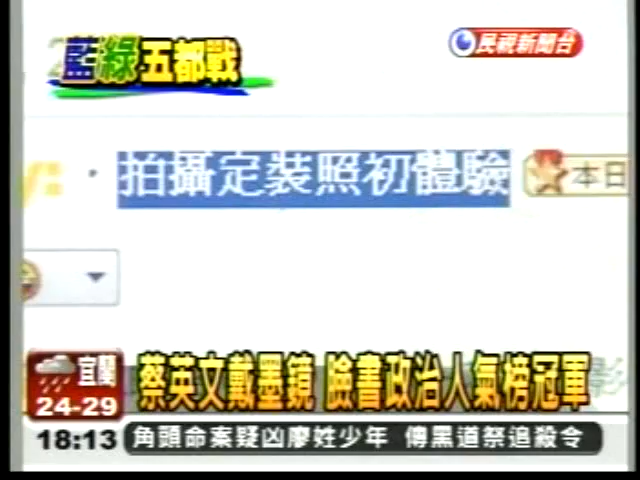 藍綠五都戰
民視新聞台
拍攝定裝照初體驗
本日
宜蘭
24-29
蔡英文戴墨鏡 臉書政治人氣榜冠軍
18:13
角頭命案疑凶廖姓少年 傳黑道祭追殺令